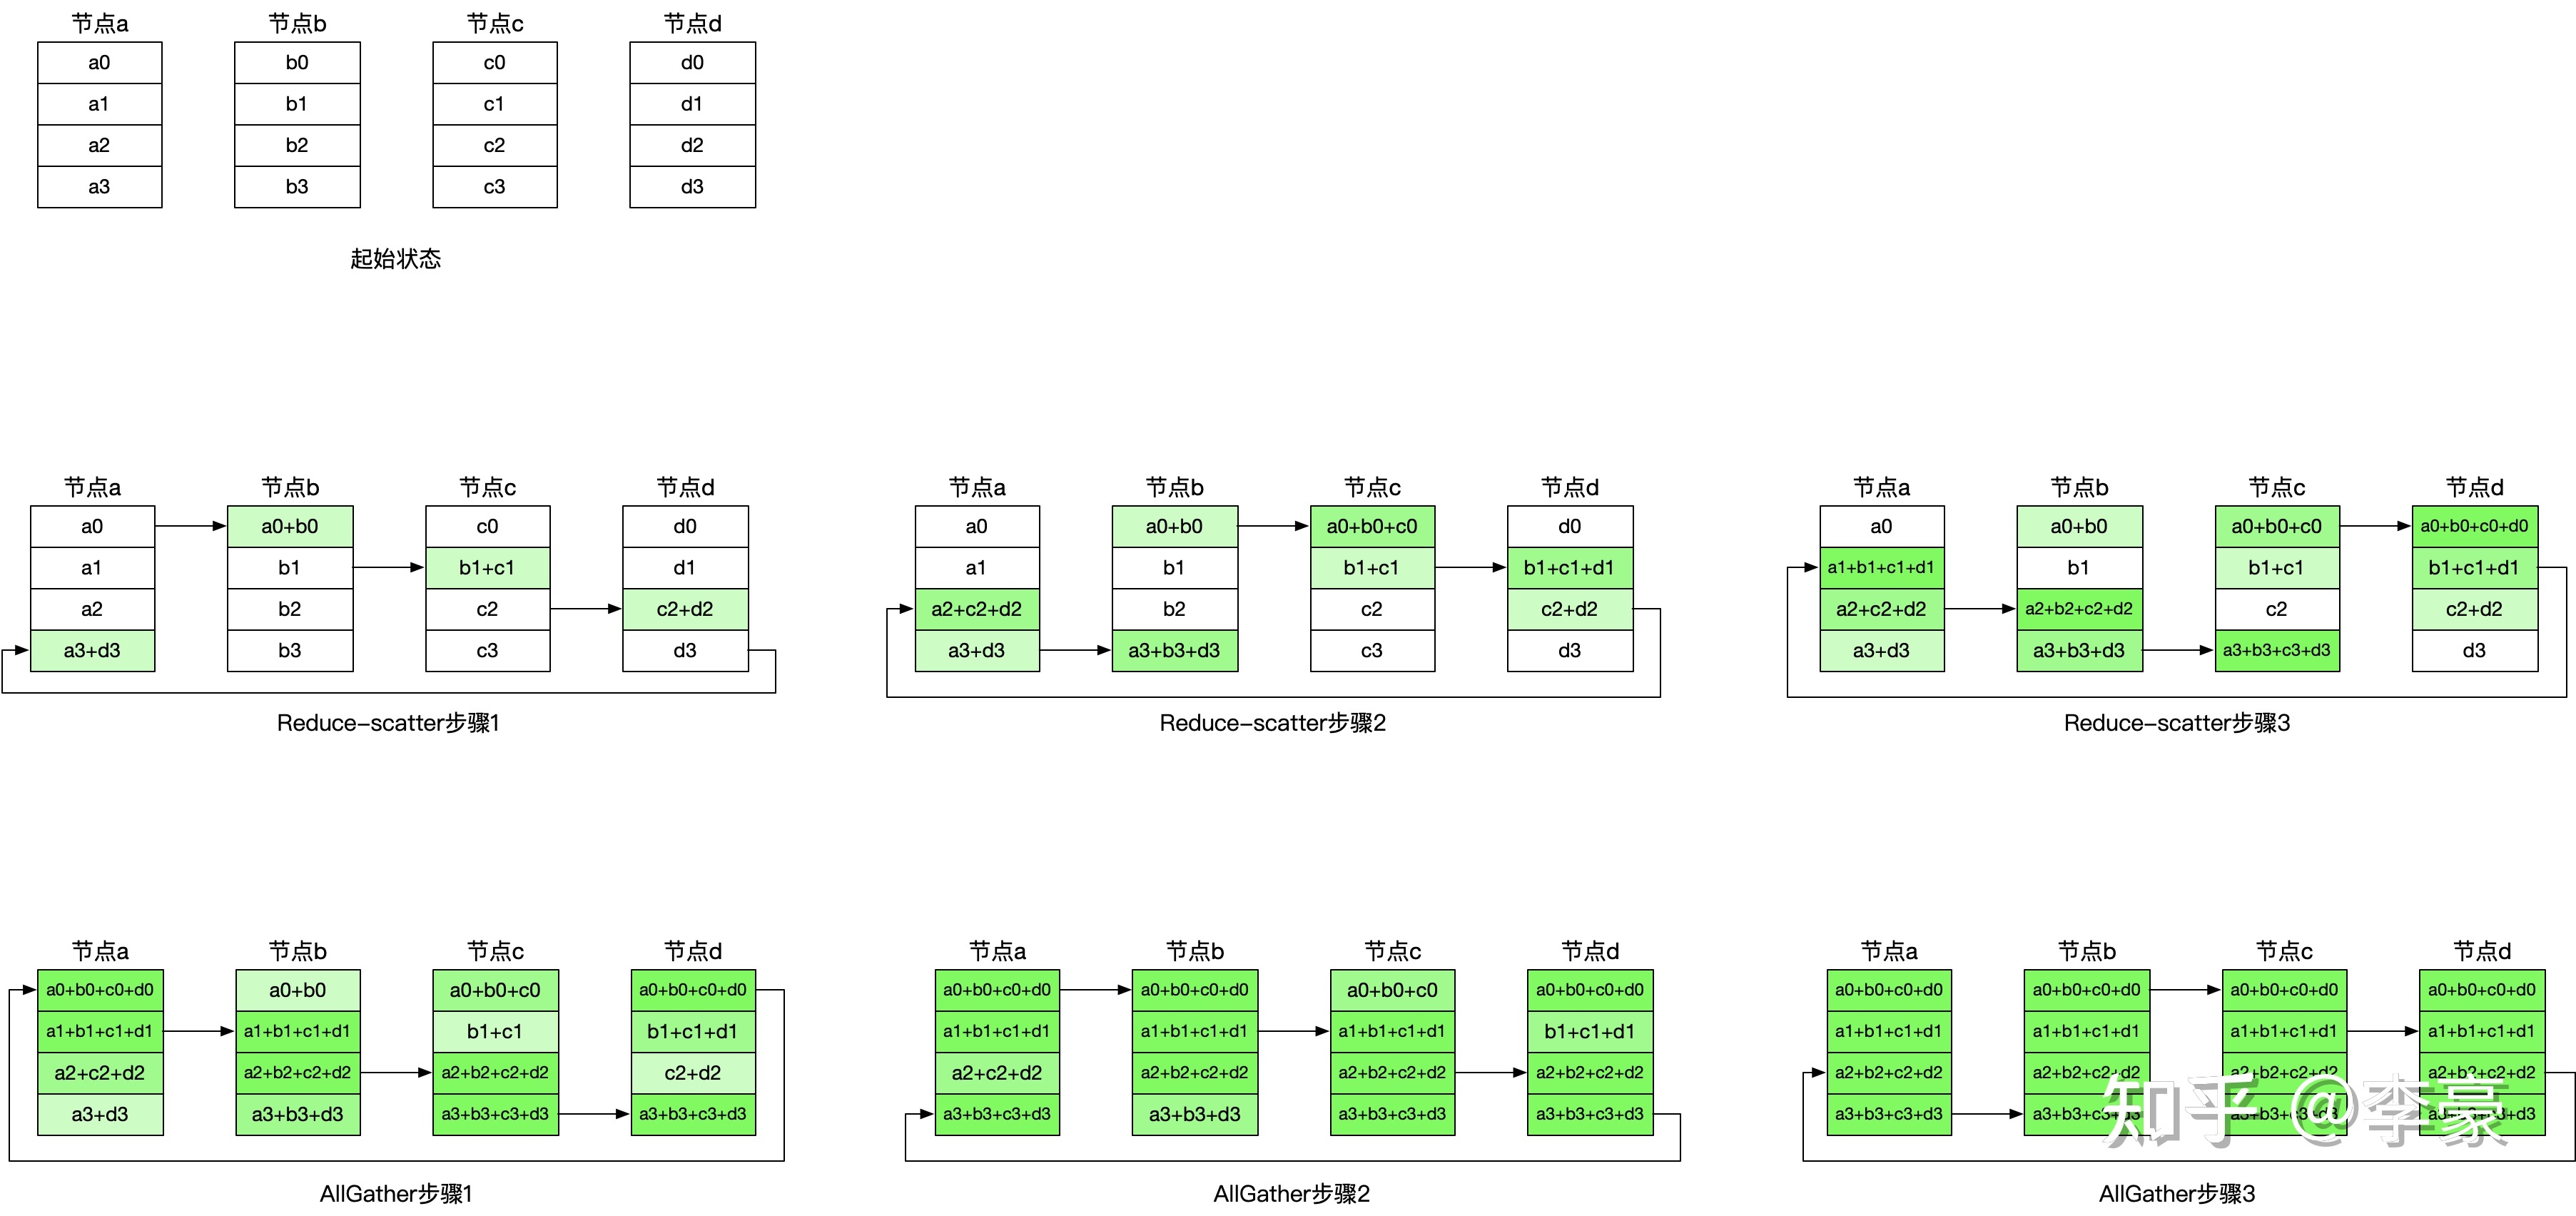 节点a 节点b 节点c 节点d
a0 b0 c0 d0
a1 b1 c1 d1
a2 b2 c2 d2
a3 b3 c3 d3
起始状态
节点a 节点b 节点c 节点d 节点a 节点b 节点c 节点d 节点a 节点b 节点c 节点d
a0 a0+b0 c0 d0 a0 a0+b0 a0+b0+c0 d0 a0 a0+b0 a0+b0+c0 a0+b0+c0+d0
a1 b1 b1+c1 d1 a1 b1 b1+c1 b1+c1+d1 a1+b1+c1+d1 b1 b1+c1 b1+c1+d1
a2 b2 c2 c2+d2 a2+c2+d2 b2 c2 c2+d2 a2+c2+d2 a2+b2+c2+d2 c2 c2+d2
a3+d3 b3 c3 d3 a3+d3 a3+b3+d3 c3 d3 a3+d3 a3+b3+d3 a3+b3+c3+d3 d3
Reduce-scatter步骤1 Reduce-scatter步骤2 Reduce-scatter步骤3
节点a 节点b 节点c 节点d 节点a 节点b 节点c 节点d 节点a 节点b 节点c 节点d
a0+b0+c0+d0 a0+b0 a0+b0+c0 a0+b0+c0+d0 a0+b0+c0+d0 a0+b0+c0+d0 a0+b0+c0 a0+b0+c0+d0 a0+b0+c0+d0 a0+b0+c0+d0 a0+b0+c0+d0 a0+b0+c0+d0
a1+b1+c1+d1 a1+b1+c1+d1 b1+c1 b1+c1+d1 a1+b1+c1+d1 a1+b1+c1+d1 a1+b1+c1+d1 b1+c1+d1 a1+b1+c1+d1 a1+b1+c1+d1 a1+b1+c1+d1 a1+b1+c1+d1
a2+c2+d2 a2+b2+c2+d2 a2+b2+c2+d2 c2+d2 a2+c2+d2 a2+b2+c2+d2 a2+b2+c2+d2 a2+b2+c2+d2 a2+b2+c2+d2 a2+b2+c2+d2 a2+b2+c2+d2 a2+b2+c2+d2
a3+d3 a3+b3+d3 a3+b3+c3+d3 a3+b3+c3+d3 a3+b3+c3+d3 a3+b3+d3 a3+b3+c3+d3 a3+b3+c3+d3 a3+b3+c3+d3 a3+b3+c3+d3 a3+b3+c3+d3 a3+b3+c3+d3
知乎 @李豪
AllGather步骤1 AllGather步骤2 AllGather步骤3